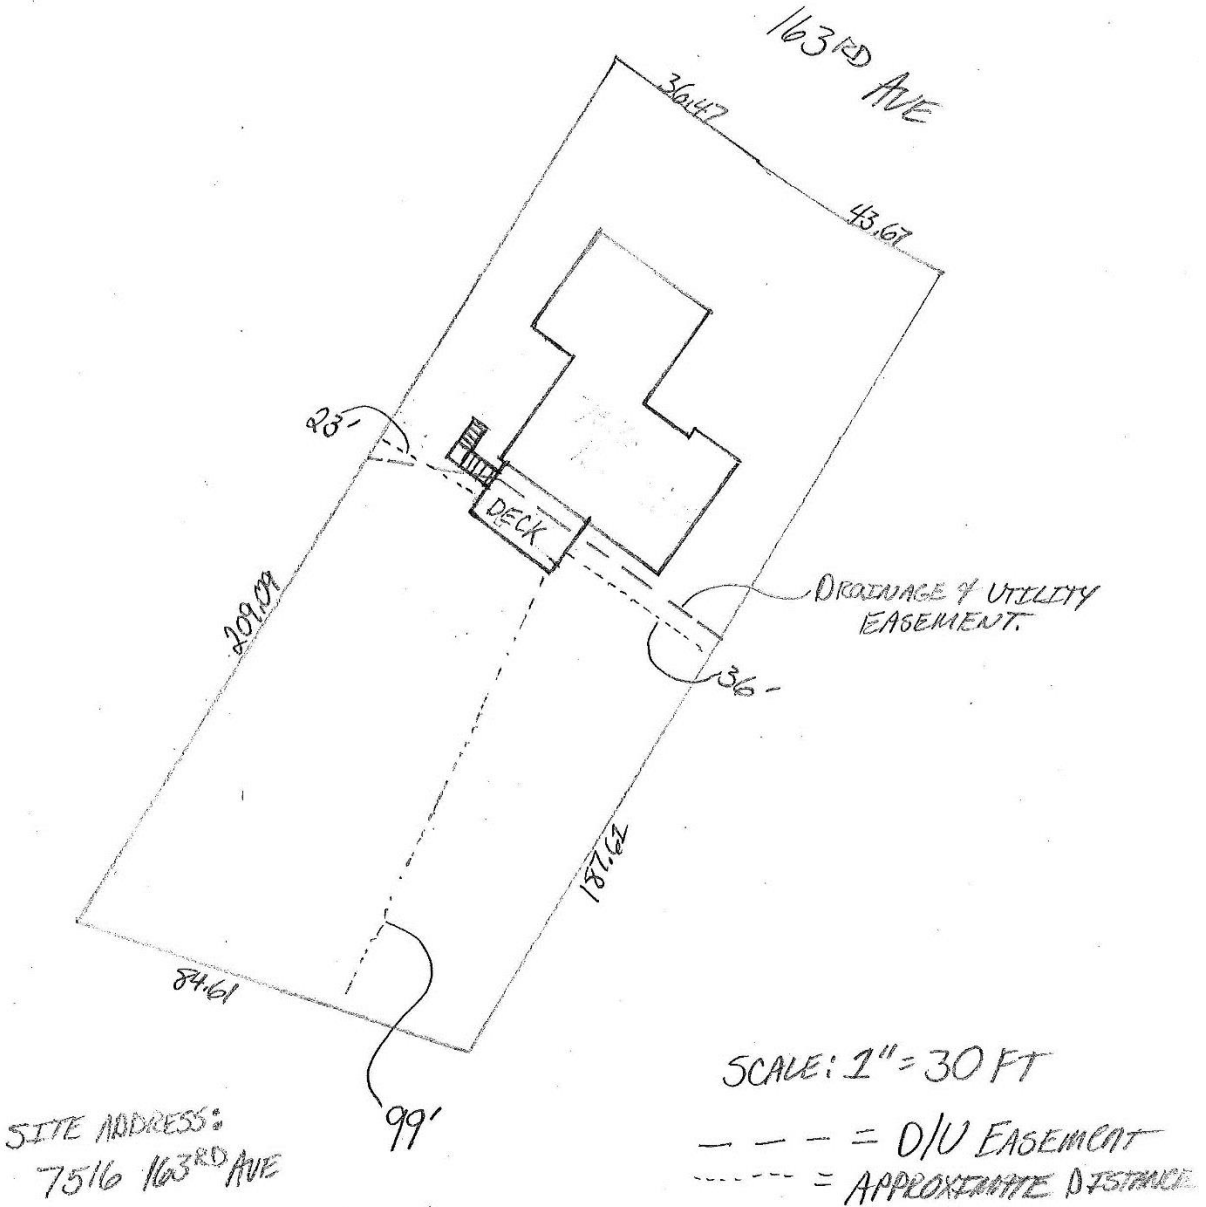 163RD AVE
36.47
43.67
23'
DECK
209.09
DRAINAGE & UTILITY
EASEMENT.
36'
187.62
84.61
99'
SCALE: 1" = 30 FT
— — — = D/U EASEMENT
------ = APPROXIMATE DISTANCE
SITE ADDRESS:
7516 163RD AVE